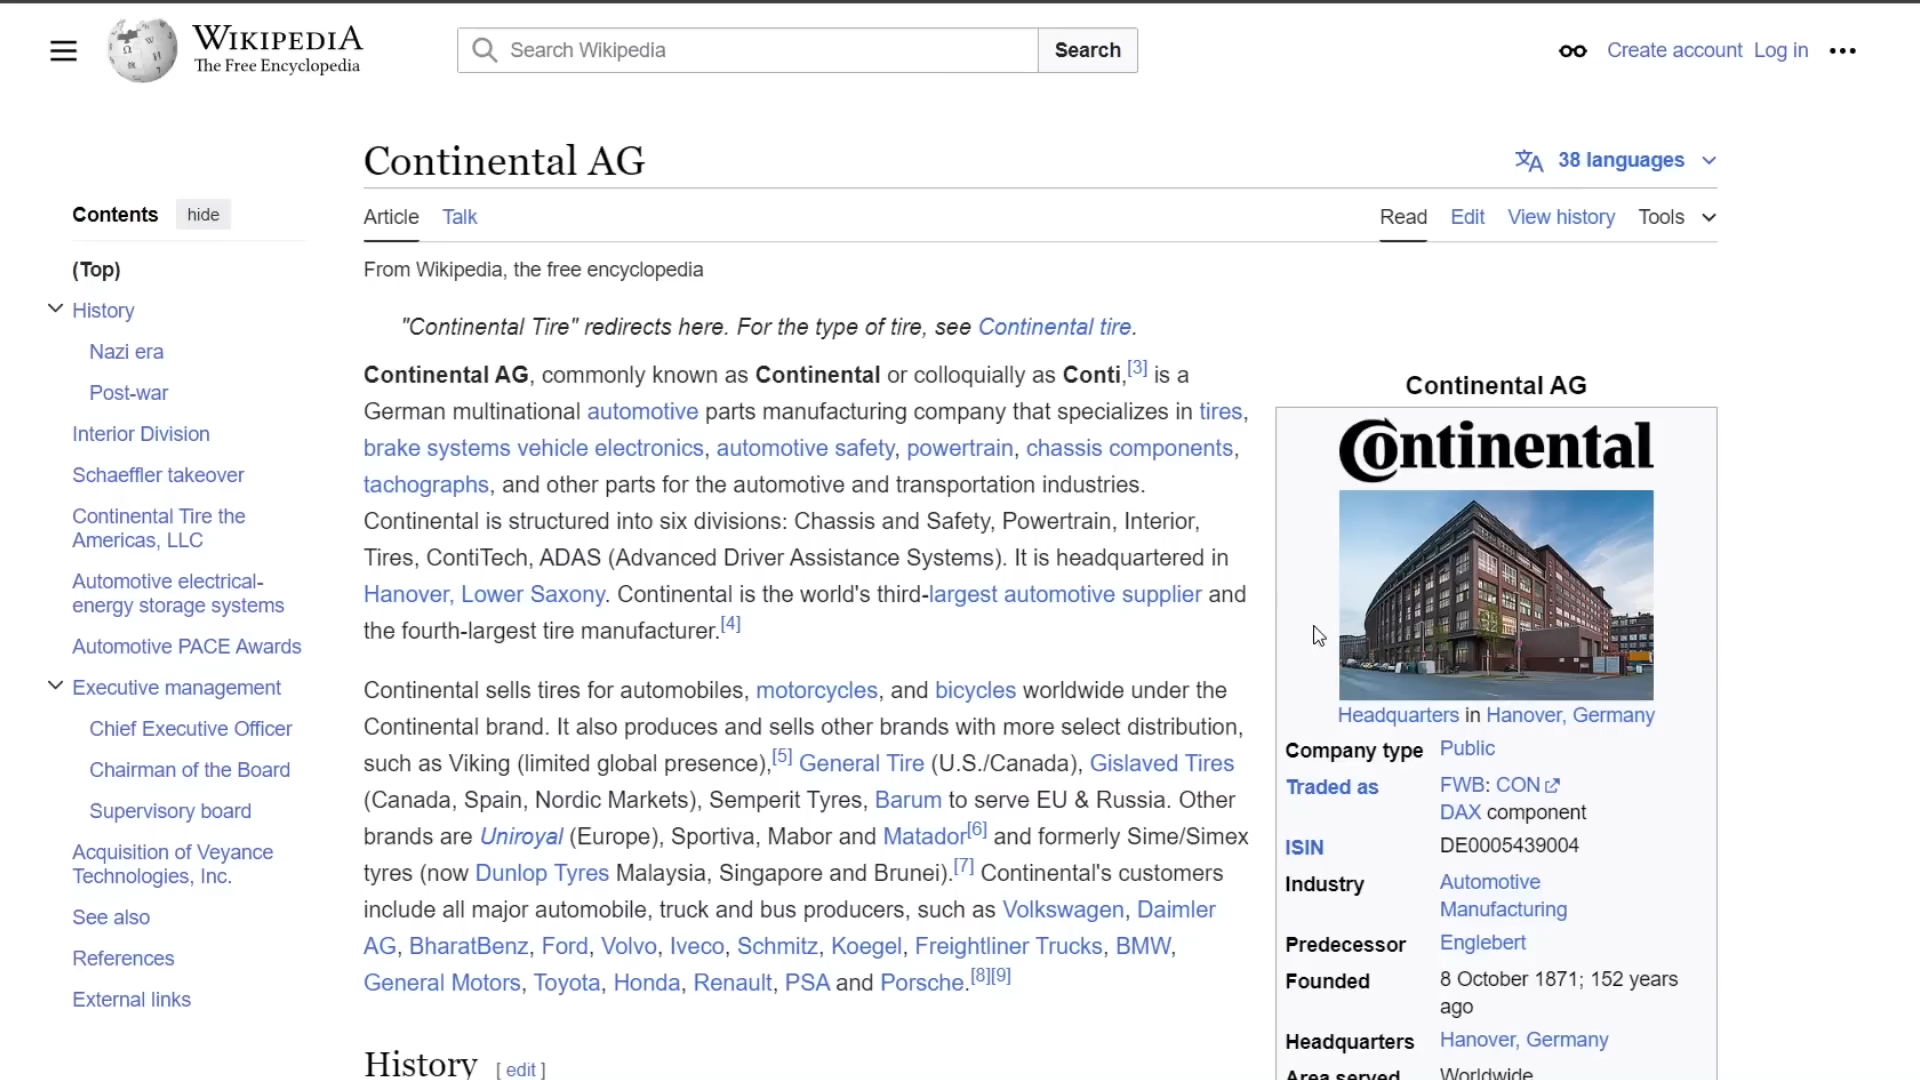 WIKIPEDIA
The Free Encyclopedia
Search Wikipedia
Search
Create account Log in
Continental AG
38 languages
Article Talk
Read Edit View history Tools
Contents hide
(Top)
History
Nazi era
Post-war
Interior Division
Schaeffler takeover
Continental Tire the
Americas, LLC
Automotive electrical-
energy storage systems
Automotive PACE Awards
Executive management
Chief Executive Officer
Chairman of the Board
Supervisory board
Acquisition of Veyance
Technologies, Inc.
See also
References
External links
From Wikipedia, the free encyclopedia
"Continental Tire" redirects here. For the type of tire, see Continental tire.
Continental AG, commonly known as Continental or colloquially as Conti,[3] is a
German multinational automotive parts manufacturing company that specializes in tires,
brake systems vehicle electronics, automotive safety, powertrain, chassis components,
tachographs, and other parts for the automotive and transportation industries.
Continental is structured into six divisions: Chassis and Safety, Powertrain, Interior,
Tires, ContiTech, ADAS (Advanced Driver Assistance Systems). It is headquartered in
Hanover, Lower Saxony. Continental is the world's third-largest automotive supplier and
the fourth-largest tire manufacturer.[4]
Continental sells tires for automobiles, motorcycles, and bicycles worldwide under the
Continental brand. It also produces and sells other brands with more select distribution,
such as Viking (limited global presence),[5] General Tire (U.S./Canada), Gislaved Tires
(Canada, Spain, Nordic Markets), Semperit Tyres, Barum to serve EU & Russia. Other
brands are Uniroyal (Europe), Sportiva, Mabor and Matador[6] and formerly Sime/Simex
tyres (now Dunlop Tyres Malaysia, Singapore and Brunei).[7] Continental's customers
include all major automobile, truck and bus producers, such as Volkswagen, Daimler
AG, BharatBenz, Ford, Volvo, Iveco, Schmitz, Koegel, Freightliner Trucks, BMW,
General Motors, Toyota, Honda, Renault, PSA and Porsche.[8][9]
History [ edit ]
Continental AG
Continental
Headquarters in Hanover, Germany
Company type Public
Traded as FWB: CON
DAX component
ISIN DE0005439004
Industry Automotive
Manufacturing
Predecessor Englebert
Founded 8 October 1871; 152 years
ago
Headquarters Hanover, Germany
Area served Worldwide